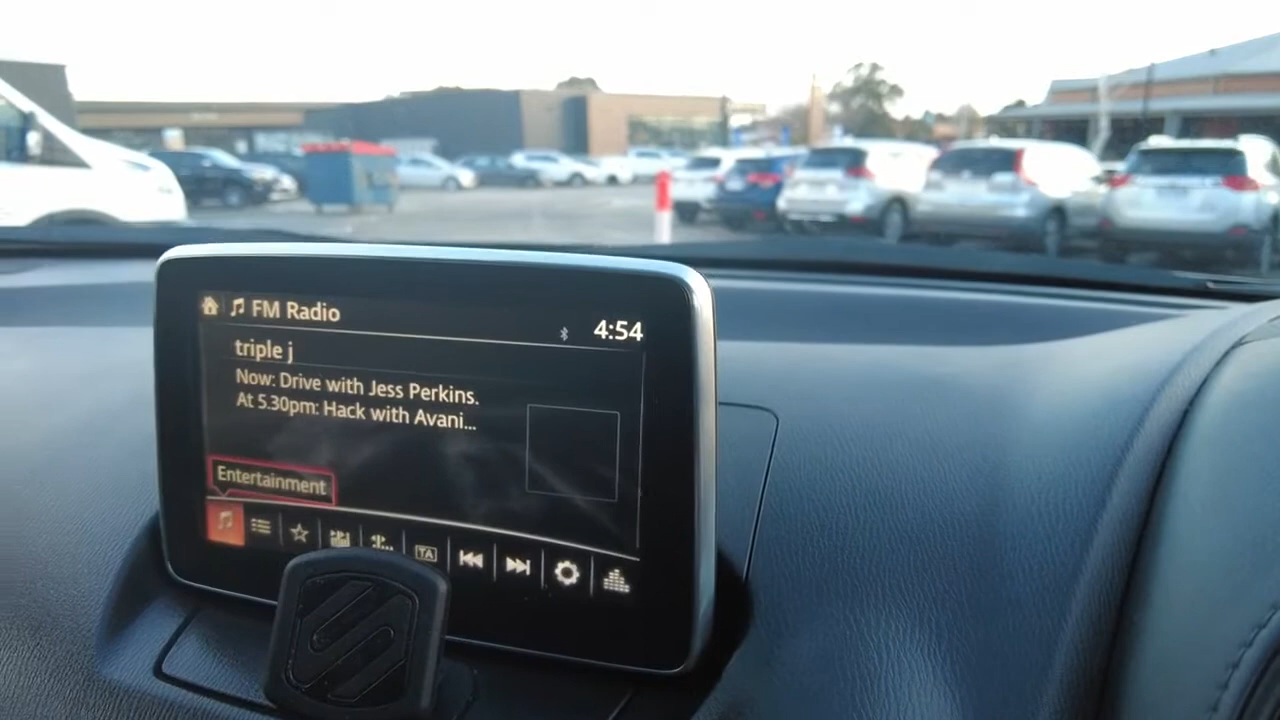 FM Radio
4:54
triple j
Now: Drive with Jess Perkins.
At 5.30pm: Hack with Avani...
Entertainment
TA